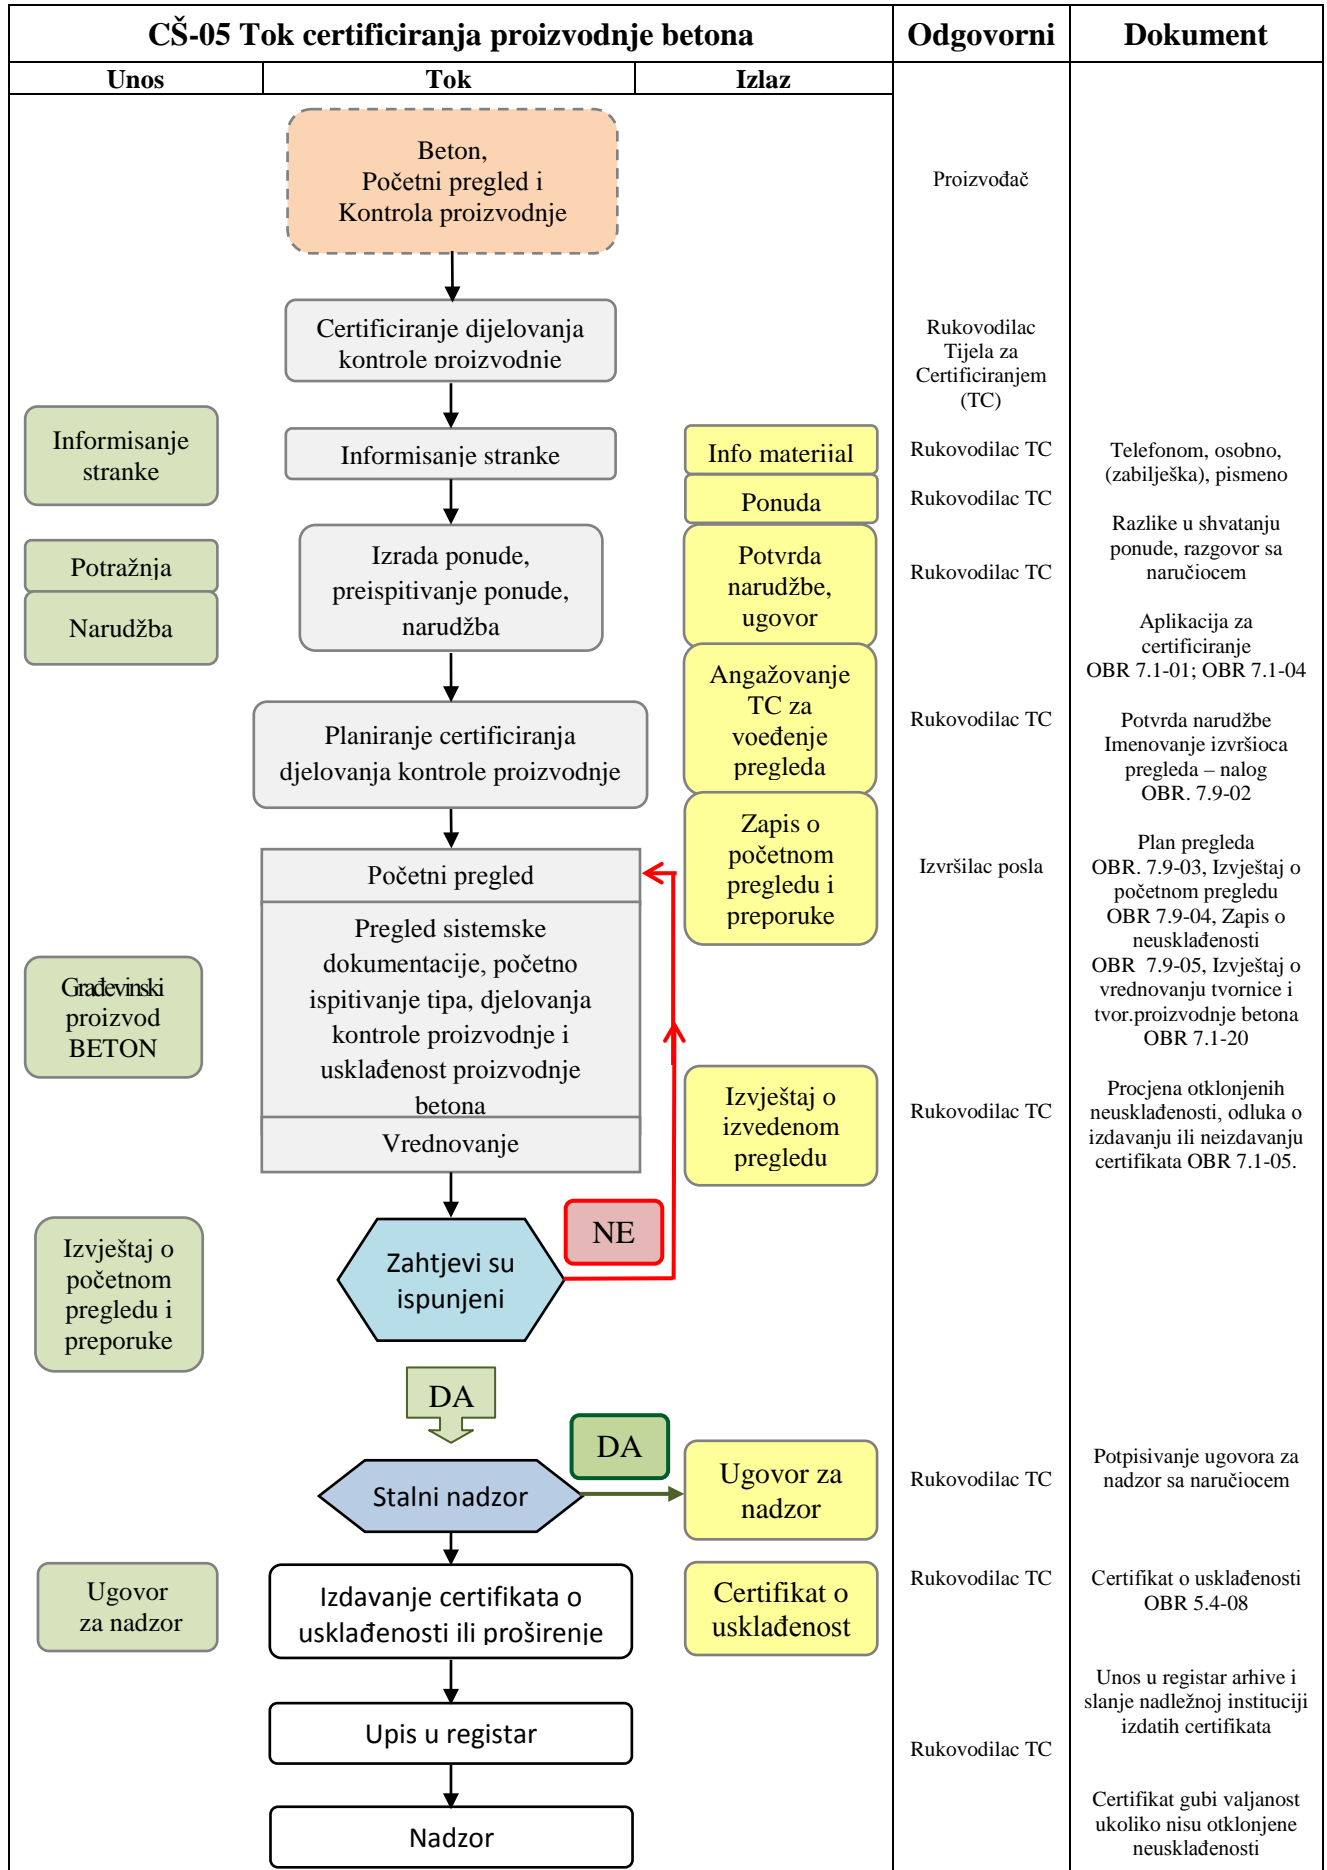 CŠ-05 Tok certificiranja proizvodnje betona
Odgovorni
Dokument
Unos
Tok
Izlaz
Beton,
Početni pregled i
Kontrola proizvodnje
Proizvođač
Certificiranje dijelovanja
kontrole proizvodnje
Rukovodilac
Tijela za
Certificiranjem
(TC)
Informisanje
stranke
Informisanje stranke
Info materijal
Rukovodilac TC
Telefonom, osobno,
(zabilješka), pismeno
Ponuda
Rukovodilac TC
Potražnja
Narudžba
Izrada ponude,
preispitivanje ponude,
narudžba
Potvrda
narudžbe,
ugovor
Rukovodilac TC
Razlike u shvatanju
ponude, razgovor sa
naručiocem
Aplikacija za
certificiranje
OBR 7.1-01; OBR 7.1-04
Planiranje certificiranja
djelovanja kontrole proizvodnje
Angažovanje
TC za
voeđenje
pregleda
Rukovodilac TC
Potvrda narudžbe
Imenovanje izvršioca
pregleda – nalog
OBR. 7.9-02
Početni pregled
Zapis o
početnom
pregledu i
preporuke
Izvršilac posla
Plan pregleda
OBR. 7.9-03, Izvještaj o
početnom pregledu
OBR 7.9-04, Zapis o
neusklađenosti
OBR 7.9-05, Izvještaj o
vrednovanju tvornice i
tvor.proizvodnje betona
OBR 7.1-20
Građevinski
proizvod
BETON
Pregled sistemske
dokumentacije, početno
ispitivanje tipa, djelovanja
kontrole proizvodnje i
usklađenost proizvodnje
betona
Vrednovanje
Izvještaj o
izvedenom
pregledu
Rukovodilac TC
Procjena otklonjenih
neusklađenosti, odluka o
izdavanju ili neizdavanju
certifikata OBR 7.1-05.
Izvještaj o
početnom
pregledu i
preporuke
Zahtjevi su
ispunjeni
NE
DA
DA
Stalni nadzor
Ugovor za
nadzor
Rukovodilac TC
Potpisivanje ugovora za
nadzor sa naručiocem
Ugovor
za nadzor
Izdavanje certifikata o
usklađenosti ili proširenje
Certifikat o
usklađenost
Rukovodilac TC
Certifikat o usklađenosti
OBR 5.4-08
Upis u registar
Rukovodilac TC
Unos u registar arhive i
slanje nadležnoj instituciji
izdatih certifikata
Nadzor
Certifikat gubi valjanost
ukoliko nisu otklonjene
neusklađenosti